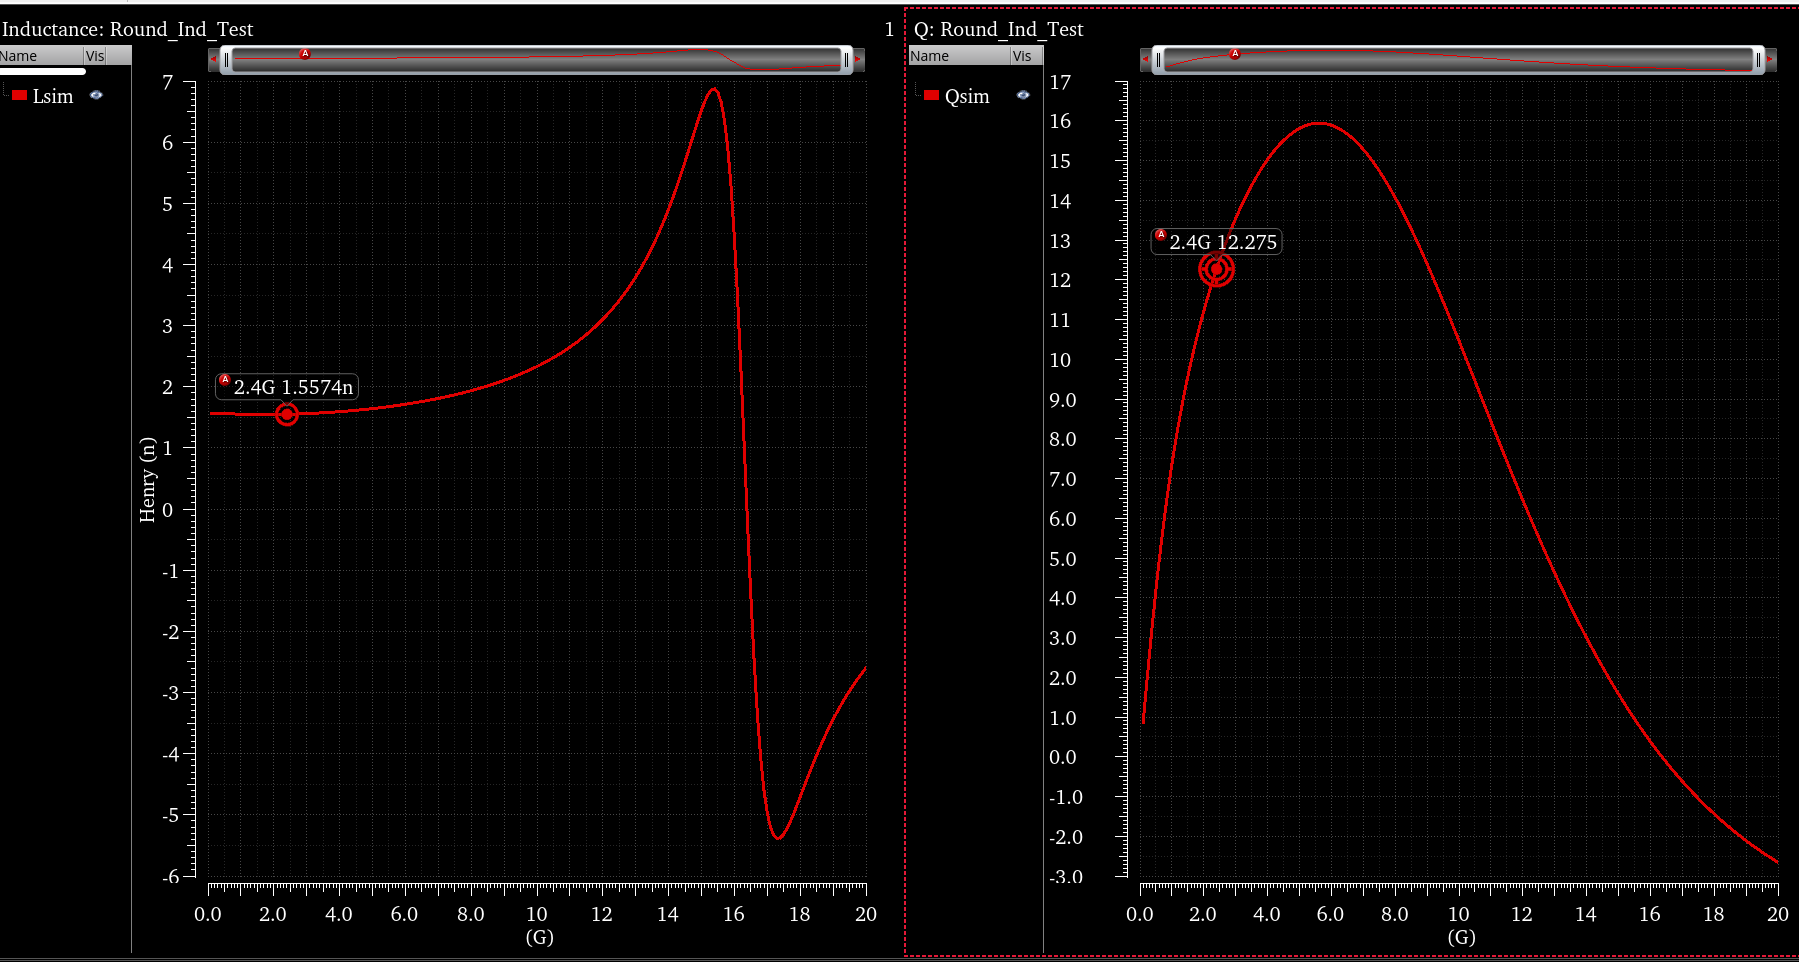 Inductance: Round_Ind_Test
1
Name Vis
Lsim
A
7
6
5
4
3
2
1
0
-1
-2
-3
-4
-5
-6
Henry (n)
A 2.4G 1.5574n
0.0 2.0 4.0 6.0 8.0 10 12 14 16 18 20
(G)
Q: Round_Ind_Test
Name Vis
Qsim
A
17
16
15
14
13
12
11
10
9.0
8.0
7.0
6.0
5.0
4.0
3.0
2.0
1.0
0.0
-1.0
-2.0
-3.0
A 2.4G 12.275
0.0 2.0 4.0 6.0 8.0 10 12 14 16 18 20
(G)